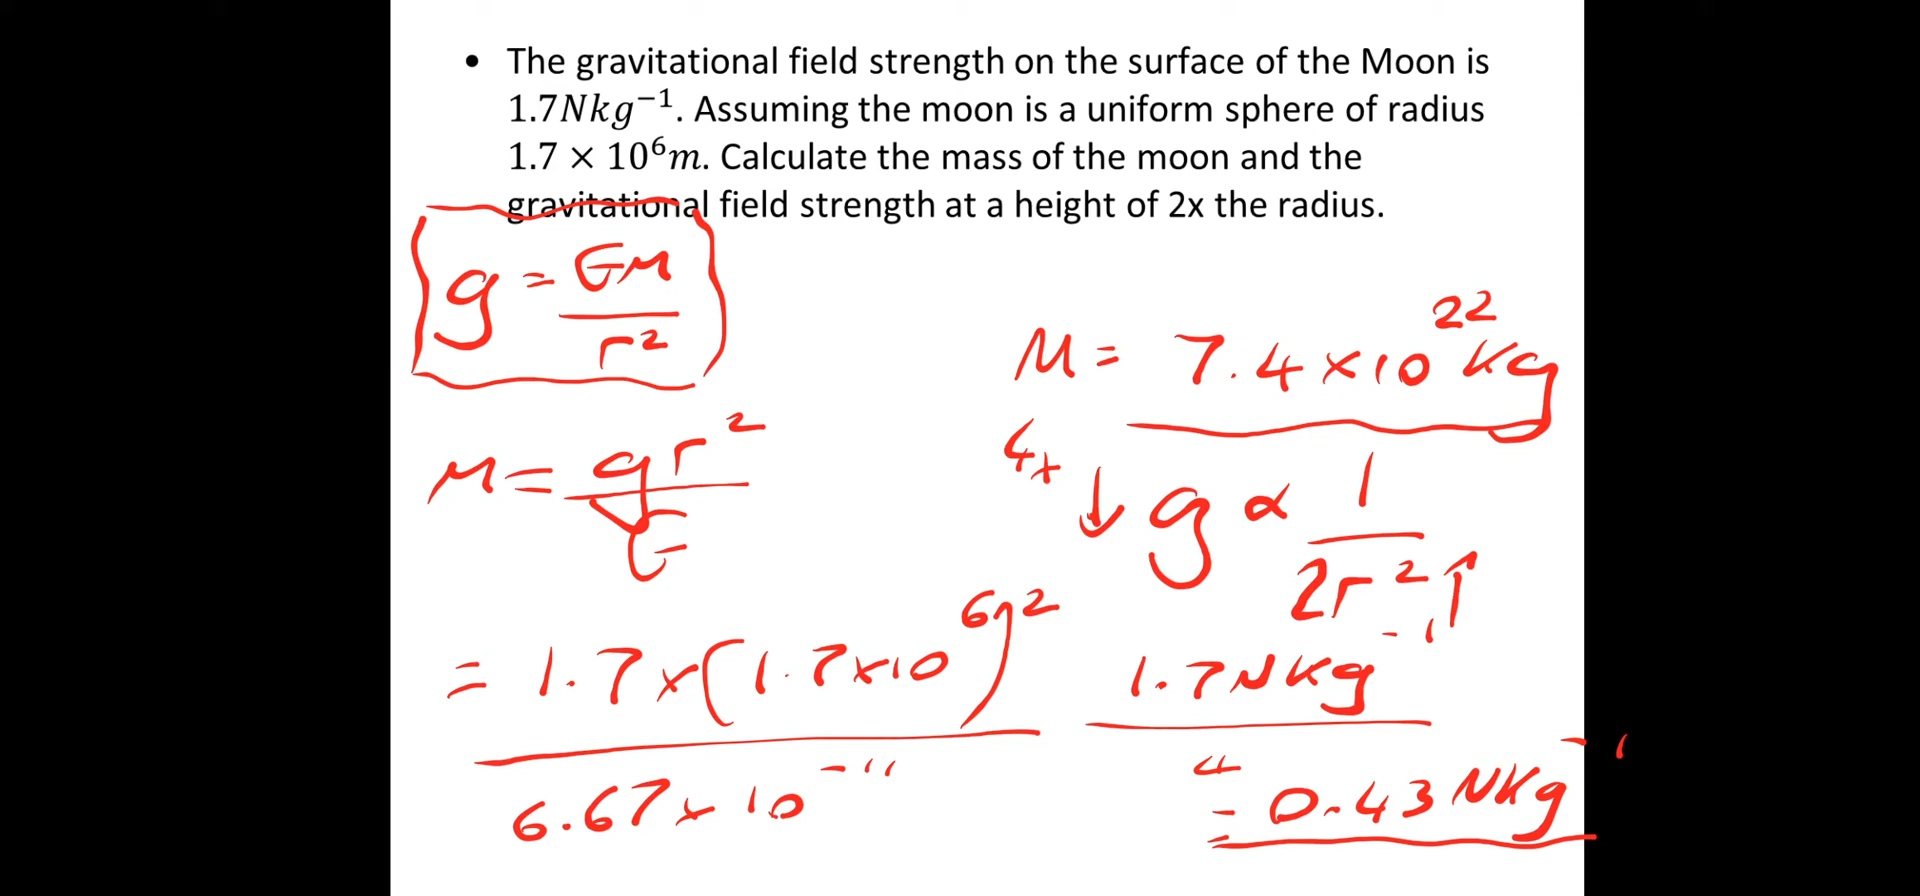 • The gravitational field strength on the surface of the Moon is
1.7Nkg⁻¹. Assuming the moon is a uniform sphere of radius
1.7 × 10⁶m. Calculate the mass of the moon and the
gravitational field strength at a height of 2x the radius.
g = GM / r²
M = gr² / G
= 1.7 × (1.7×10⁶)² / 6.67 × 10⁻¹¹
M = 7.4 × 10²² kg
4x ↓ g ∝ 1 / 2r² ↑
1.7 Nkg⁻¹ / 4
= 0.43 Nkg⁻¹